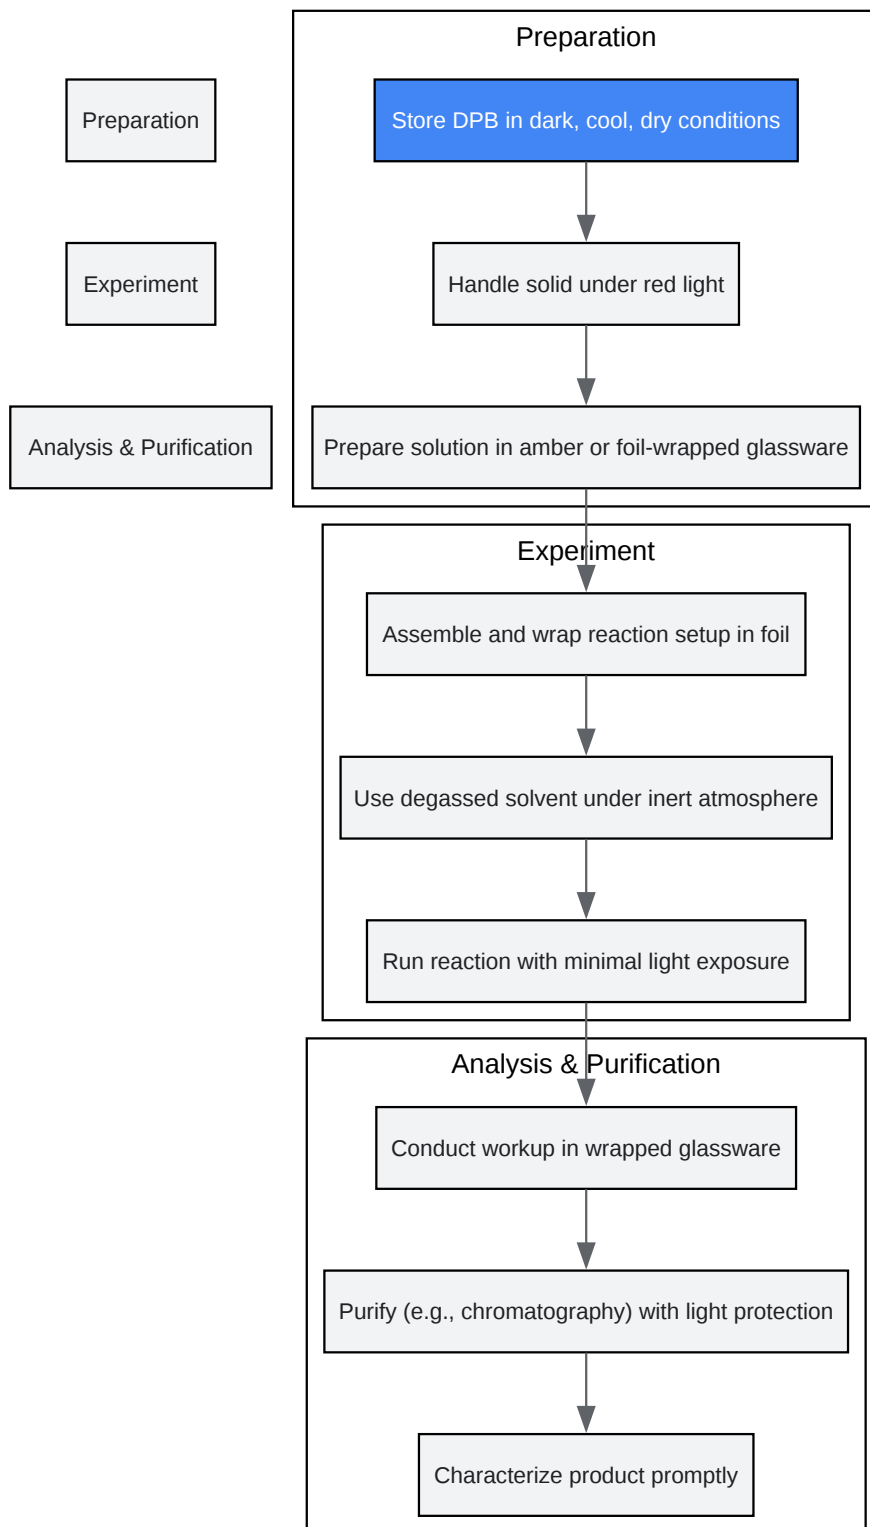 Preparation
Preparation
Store DPB in dark, cool, dry conditions
Experiment
Handle solid under red light
Analysis & Purification
Prepare solution in amber or foil-wrapped glassware
Experiment
Assemble and wrap reaction setup in foil
Use degassed solvent under inert atmosphere
Run reaction with minimal light exposure
Analysis & Purification
Conduct workup in wrapped glassware
Purify (e.g., chromatography) with light protection
Characterize product promptly